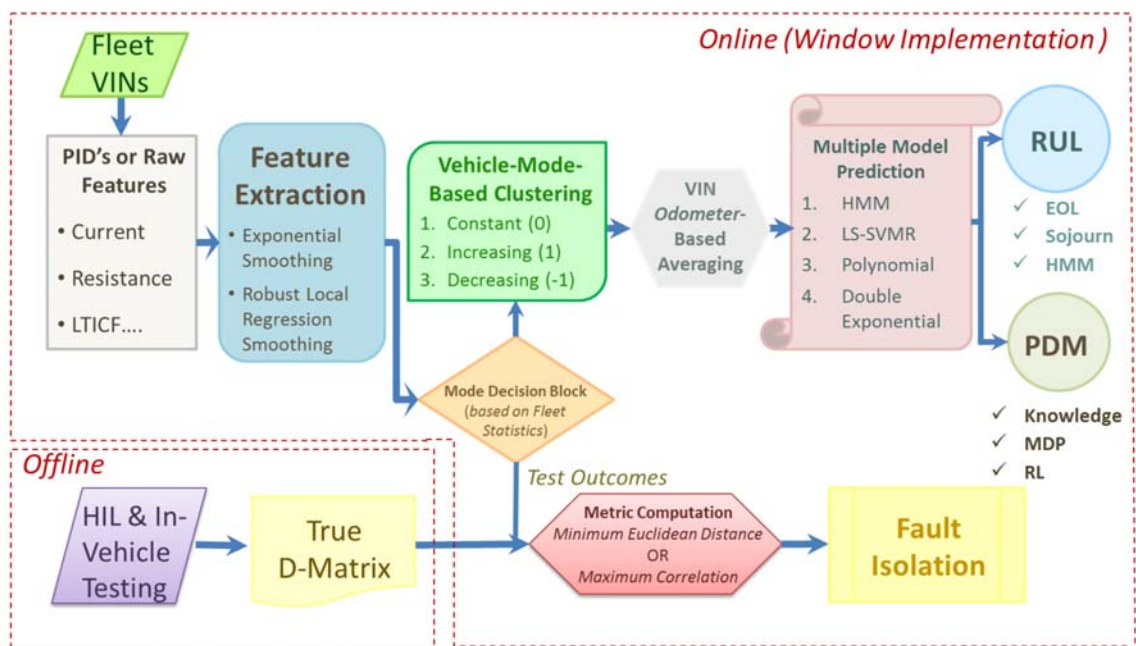 Online (Window Implementation )
Fleet
VINs
PID's or Raw
Features
• Current
• Resistance
• LTICF....
Feature
Extraction
• Exponential
Smoothing
• Robust Local
Regression
Smoothing
Vehicle-Mode-
Based Clustering
1. Constant (0)
2. Increasing (1)
3. Decreasing (-1)
VIN
Odometer-
Based
Averaging
Multiple Model
Prediction
1. HMM
2. LS-SVMR
3. Polynomial
4. Double
Exponential
RUL
✓ EOL
✓ Sojourn
✓ HMM
PDM
✓ Knowledge
✓ MDP
✓ RL
Mode Decision Block
(based on Fleet
Statistics)
Offline
HIL & In-
Vehicle
Testing
True
D-Matrix
Test Outcomes
Metric Computation
Minimum Euclidean Distance
OR
Maximum Correlation
Fault
Isolation